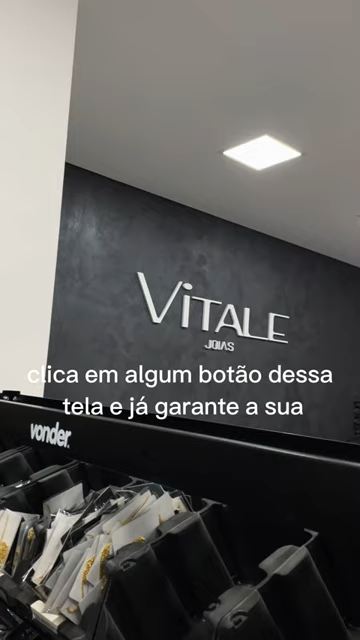 VITALE
JOIAS
clica em algum botão dessa
tela e já garante a sua
vonder